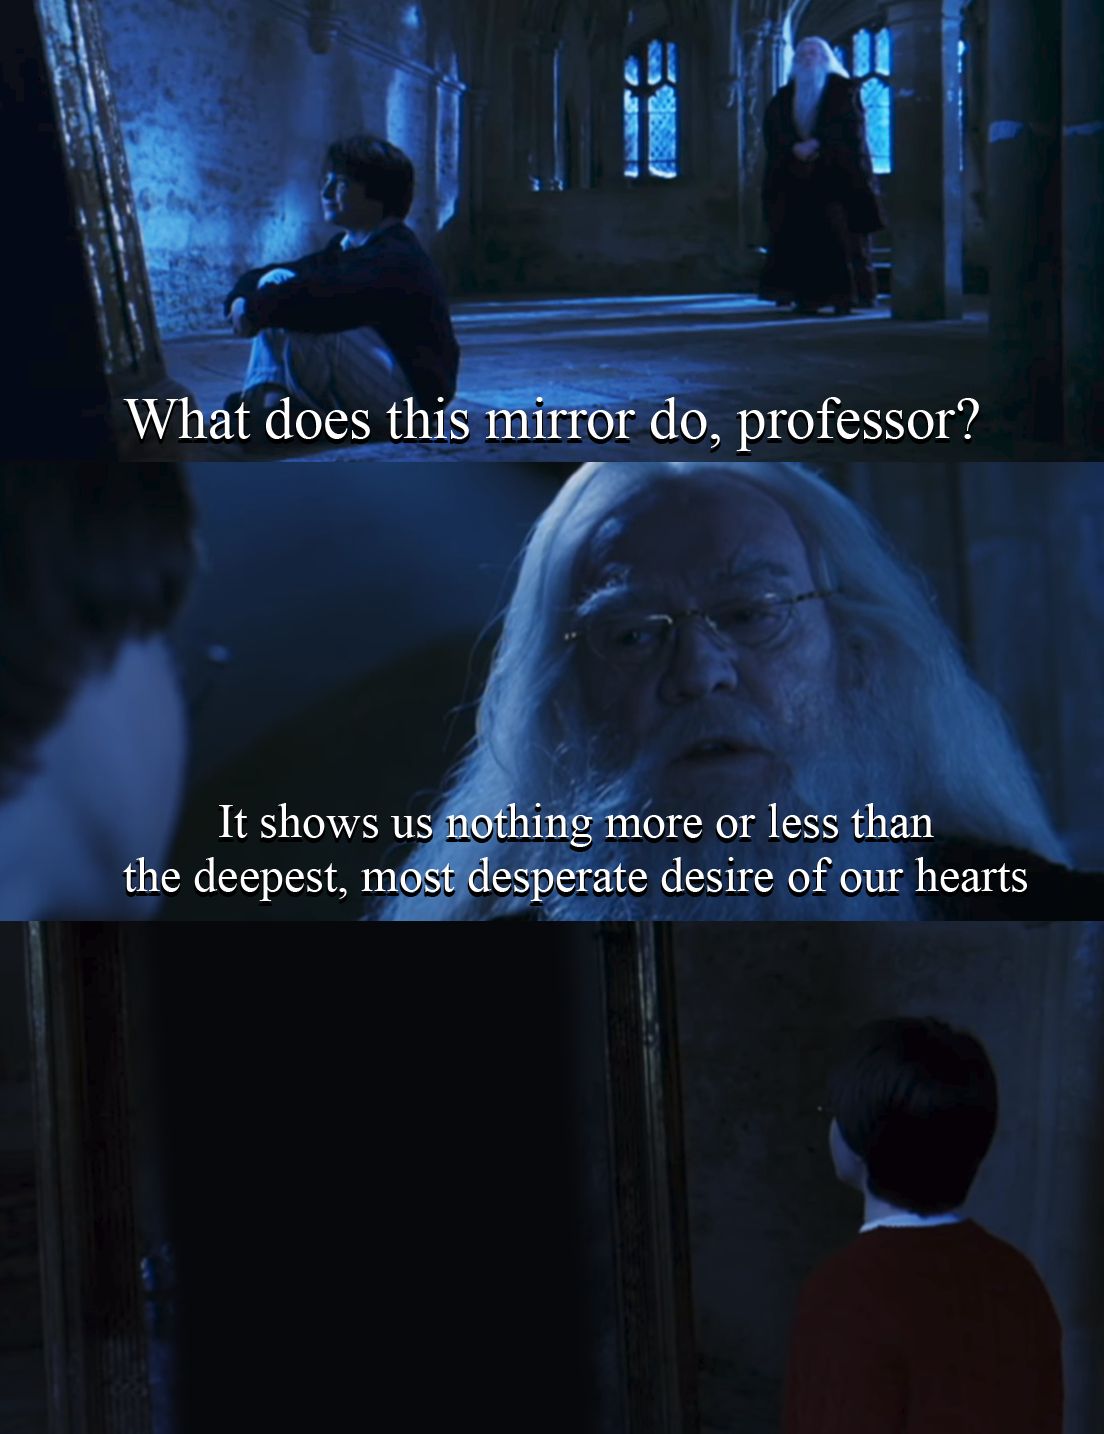 What does this mirror do, professor?
It shows us nothing more or less than
the deepest, most desperate desire of our hearts